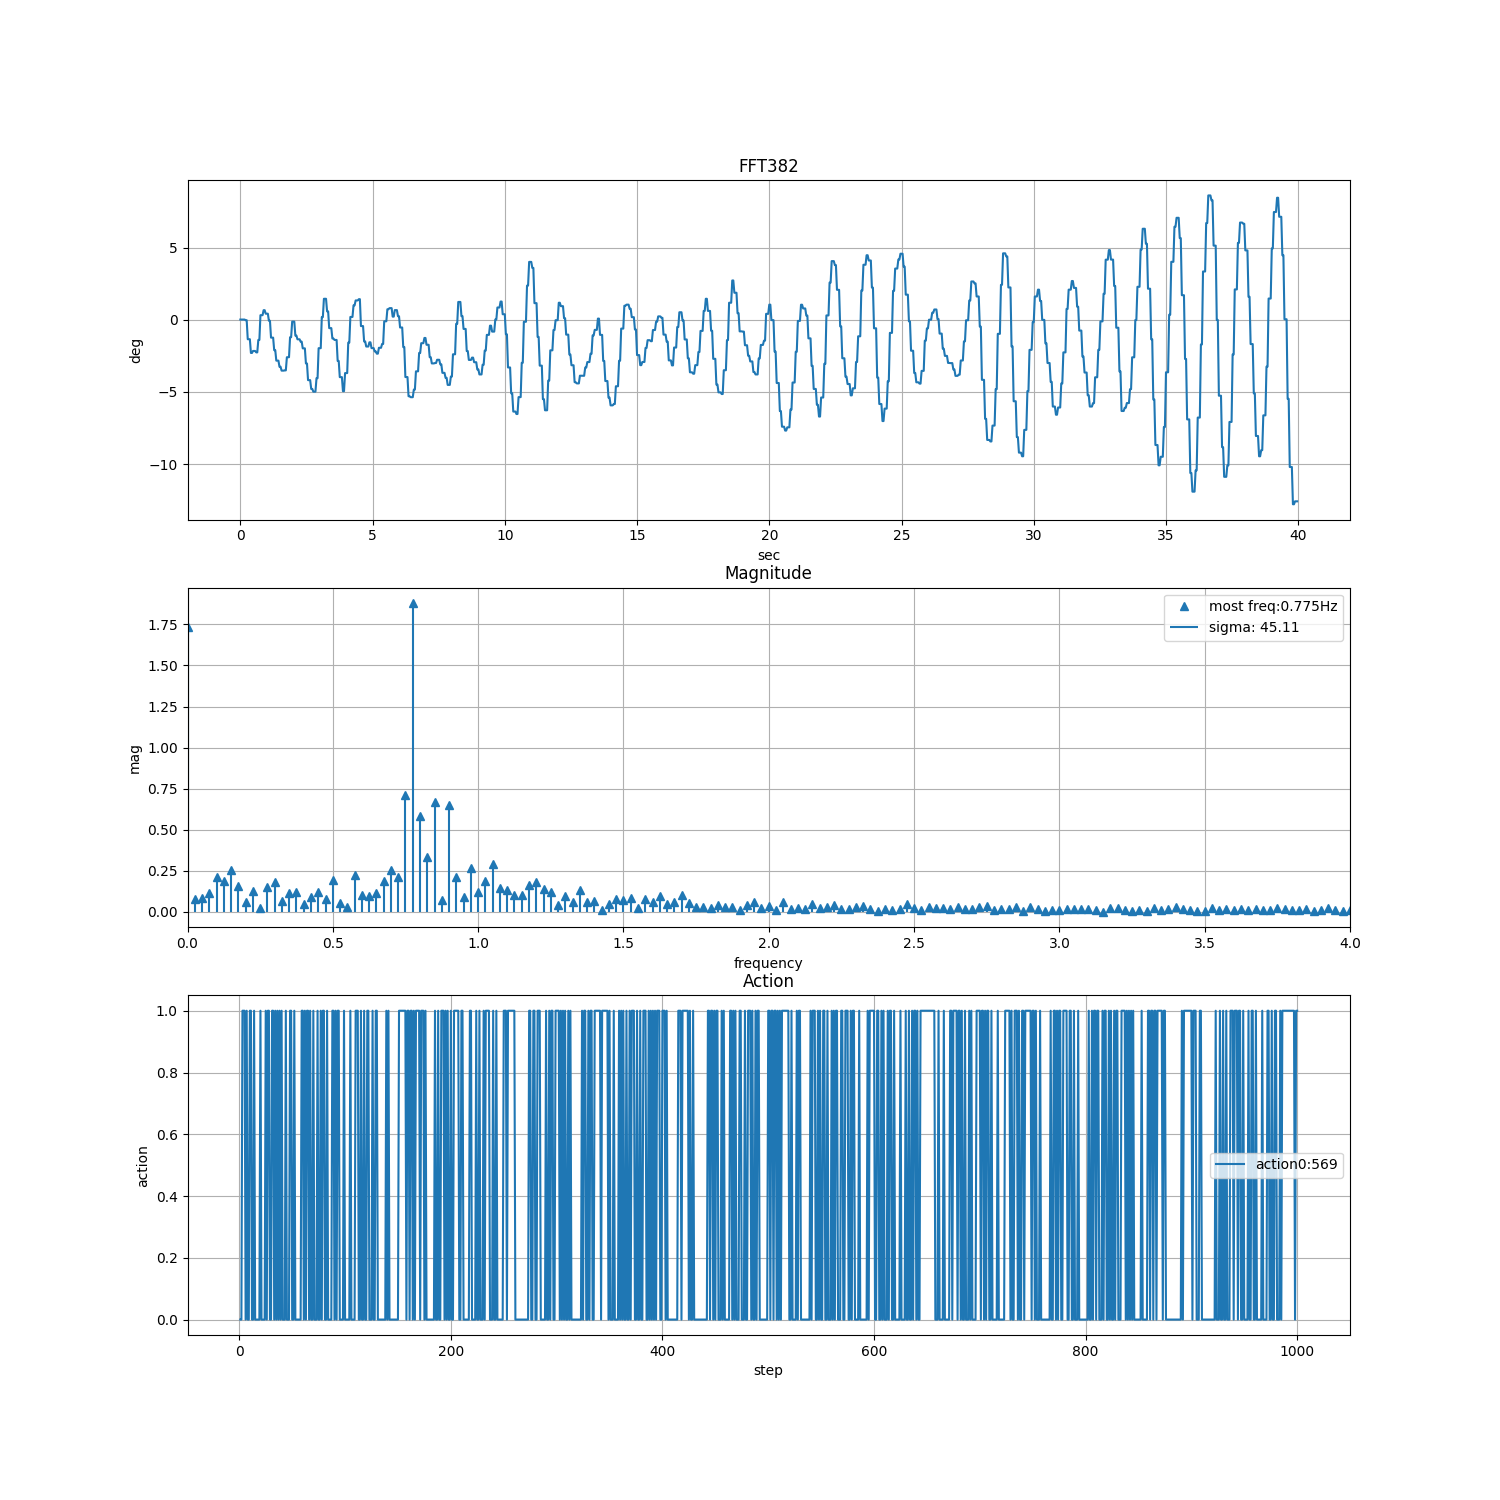 FFT382
5
0
−5
−10
deg
0 5 10 15 20 25 30 35 40
sec
Magnitude
most freq:0.775Hz
sigma: 45.11
1.75
1.50
1.25
1.00
0.75
0.50
0.25
0.00
mag
0.0 0.5 1.0 1.5 2.0 2.5 3.0 3.5 4.0
frequency
Action
1.0
0.8
0.6
0.4
0.2
0.0
action
action0:569
0 200 400 600 800 1000
step